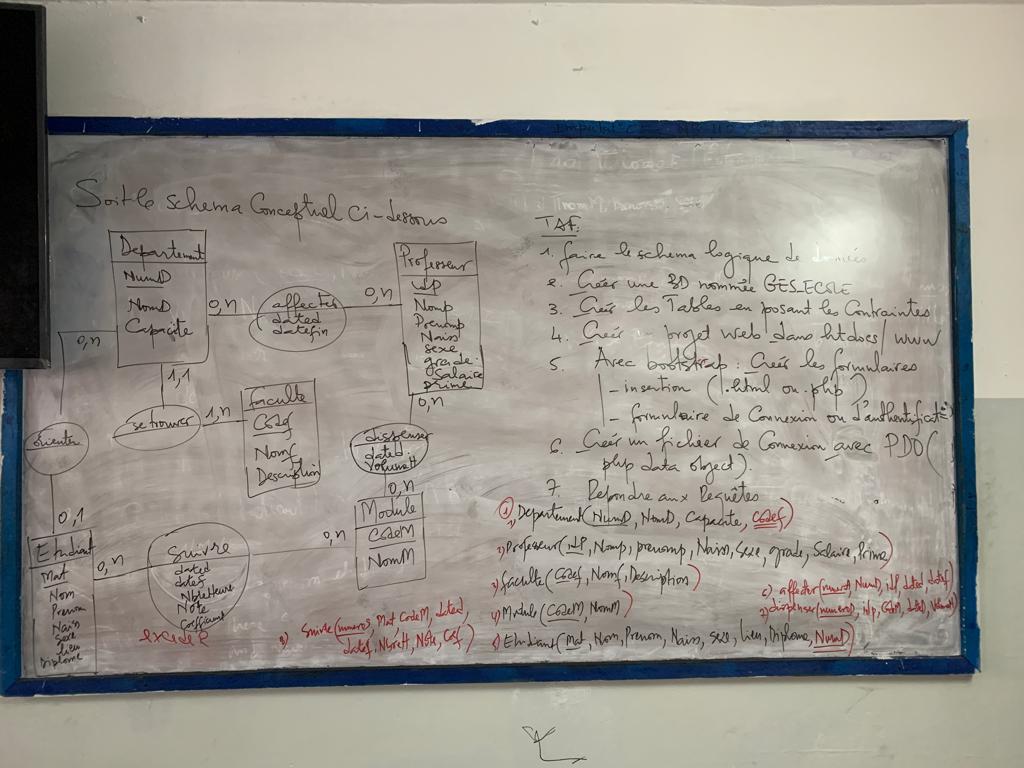 Soit le schema Conceptuel Ci-dessous
Departement
NumD
NomD
Capacite
0,n
affecter
dated
datefin
0,n
Professeur
idP
Nomp
Prenomp
Naiss
sexe
grade
Salaire
prime
0,n
0,n
1,1
se trouver
1,n
faculte
Codef
Nomf
Description
dispenser
dated
VolumeH
0,n
orienter
0,1
Module
CodeM
NomM
Etudiant
Mat
Nom
Prenom
Naiss
Sexe
Lieu
Diplome
0,n
Suivre
dated
datef
NbreHeure
Note
Coefficient
0,n
TAF:
1. faire le schema logique de données
2. Créer une BD nommée GES_ECOLE
3. Créer les Tables en posant les Contraintes
4. Créer projet web dans htdocs/www
5. Avec bootstrap : Créer les formulaires
- insertion (.html ou .php)
- formulaire de Connexion ou d'authentificat°
6. Créer un fichier de Connexion avec PDO (
php data object).
7. Repondre aux Requêtes
①
1) Departement (NumD, NomD, Capacite, Codef)
2) Professeur (idP, Nomp, prenomp, Naiss, Sexe, grade, Salaire, Prime)
3) faculte (Codef, Nomf, Description)
4) Module (CodeM, NomM)
5) Etudiant (Mat, Nom, Prenom, Naiss, sexe, Lieu, Diplome, NumD)
6) affecter (numero, NumD, idP, dated, datef)
7) dispenser (numero, idp, CodeM, dated, VolumeH)
8) Suivre (numeros, Mat, CodeM, dated,
datef, NbreH, Note, Coef)